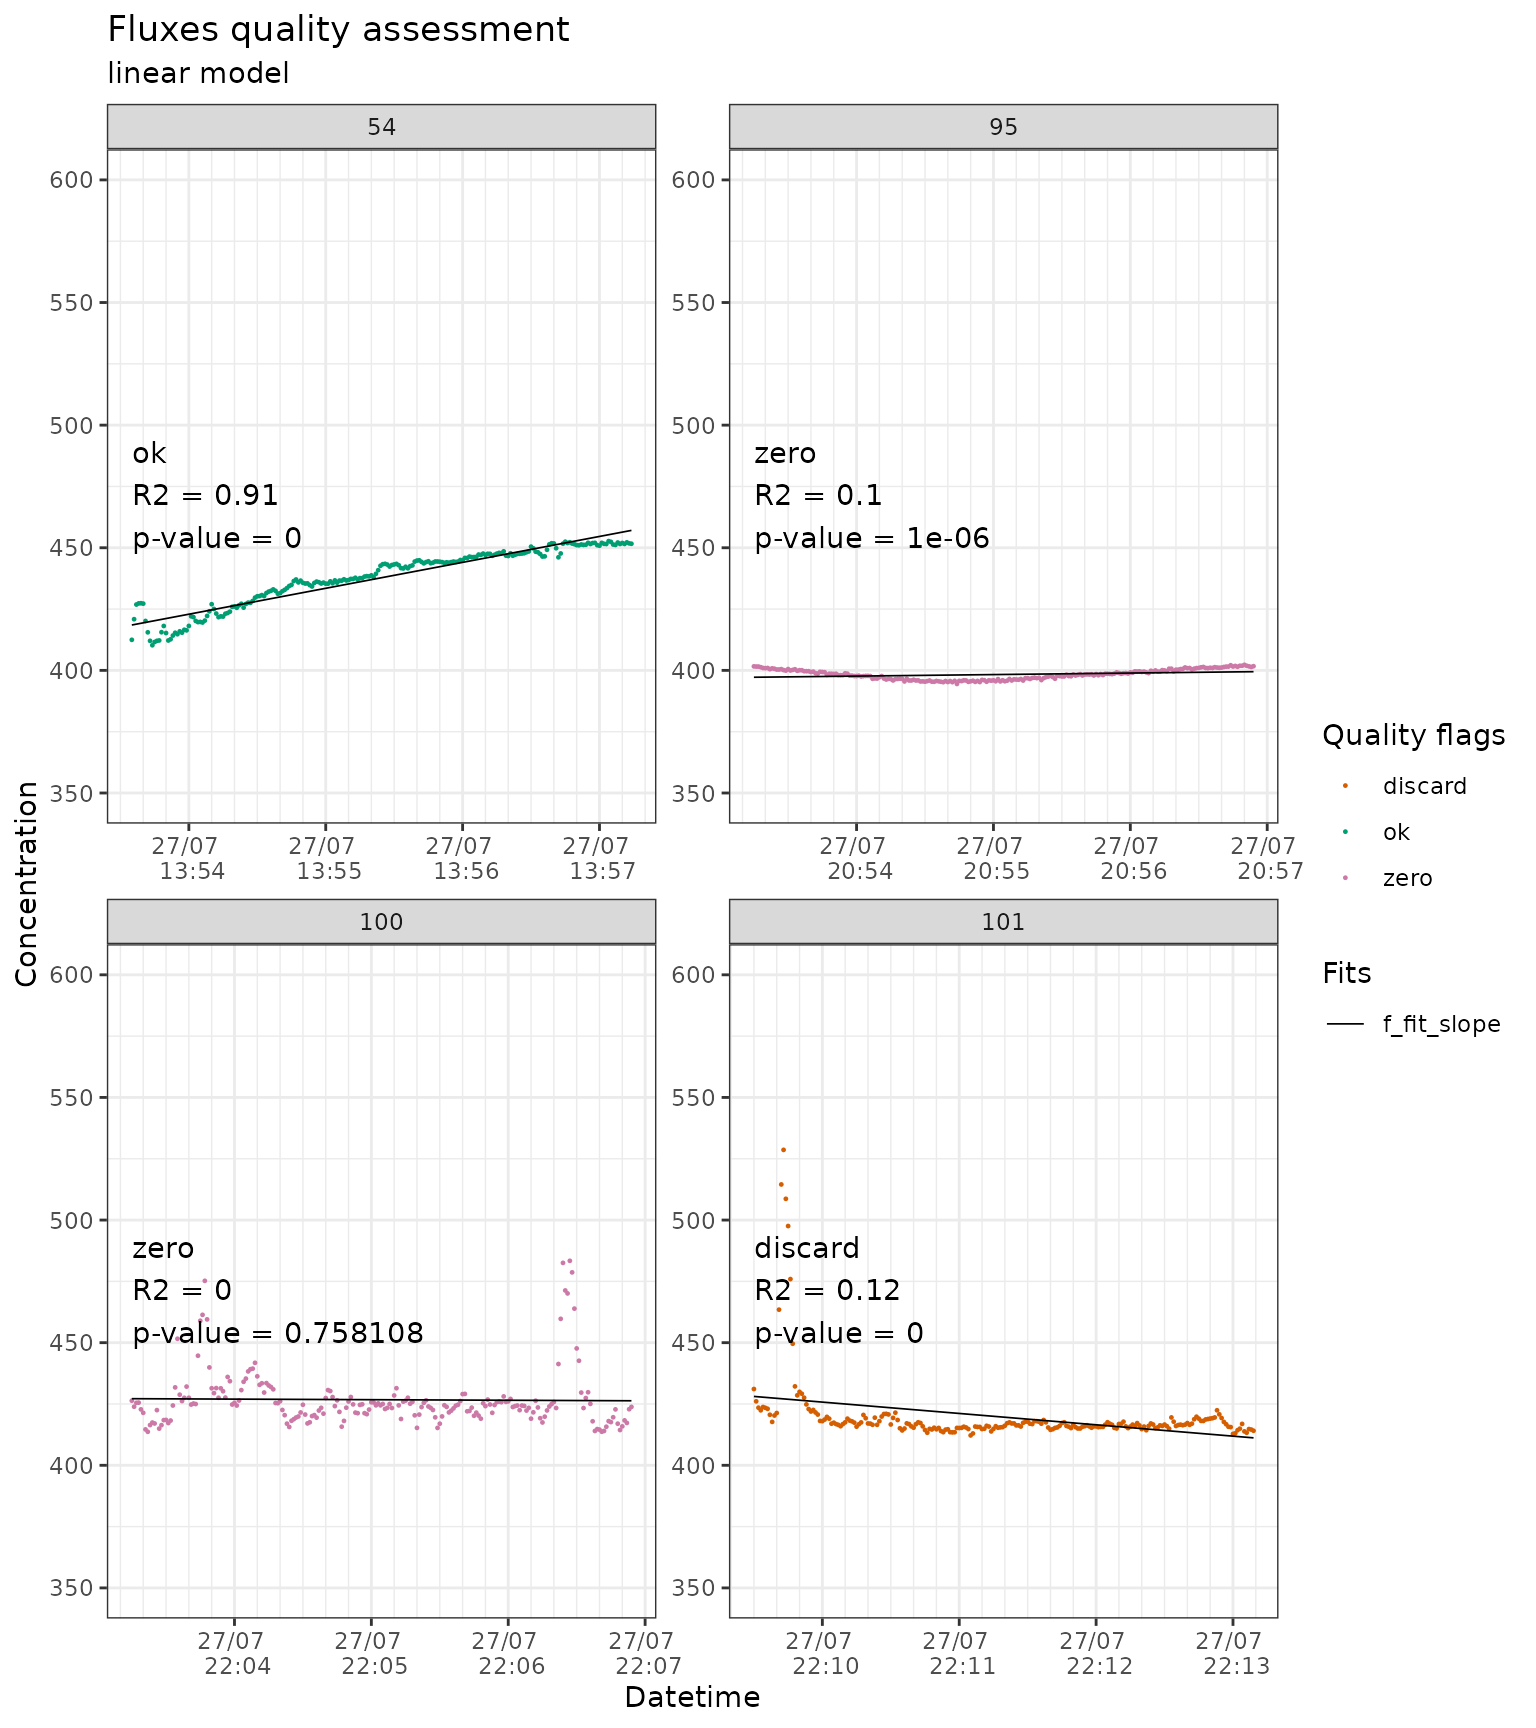 Fluxes quality assessment
linear model
54
95
600
550
500
450
400
350
ok
R2 = 0.91
p-value = 0
27/07
13:54
27/07
13:55
27/07
13:56
27/07
13:57
600
550
500
450
400
350
zero
R2 = 0.1
p-value = 1e-06
27/07
20:54
27/07
20:55
27/07
20:56
27/07
20:57
Concentration
100
101
600
550
500
450
400
350
zero
R2 = 0
p-value = 0.758108
27/07
22:04
27/07
22:05
27/07
22:06
27/07
22:07
600
550
500
450
400
350
discard
R2 = 0.12
p-value = 0
27/07
22:10
27/07
22:11
27/07
22:12
27/07
22:13
Datetime
Quality flags
discard
ok
zero
Fits
f_fit_slope